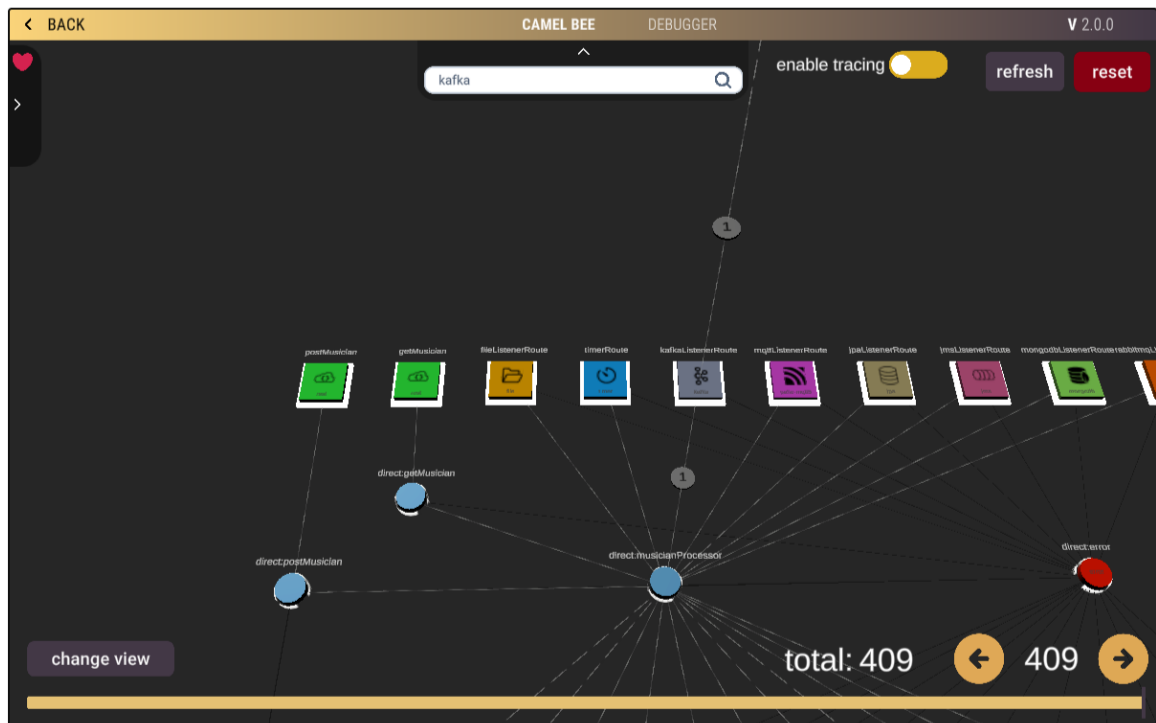 BACK
CAMEL BEE
DEBUGGER
V 2.0.0
kafka
enable tracing
refresh
reset
1
postMusician
getMusician
fileListenerRoute
timerRoute
kafkaListenerRoute
mqttListenerRoute
jpaListenerRoute
jmsListenerRoute
mongodbListenerRoute
direct:getMusician
1
direct:postMusician
direct:musicianProcessor
direct:error
change view
total: 409
409